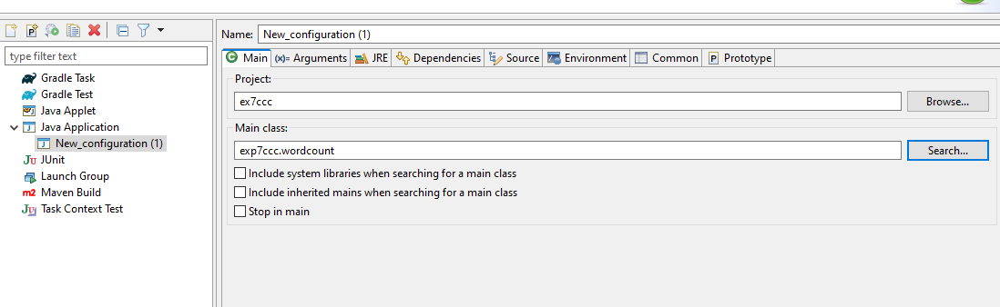 Name: New_configuration (1)
type filter text
Gradle Task
Gradle Test
Java Applet
Java Application
New_configuration (1)
JUnit
Launch Group
Maven Build
Task Context Test
Main (x)= Arguments JRE Dependencies Source Environment Common Prototype
Project:
ex7ccc Browse...
Main class:
exp7ccc.wordcount Search...
Include system libraries when searching for a main class
Include inherited mains when searching for a main class
Stop in main